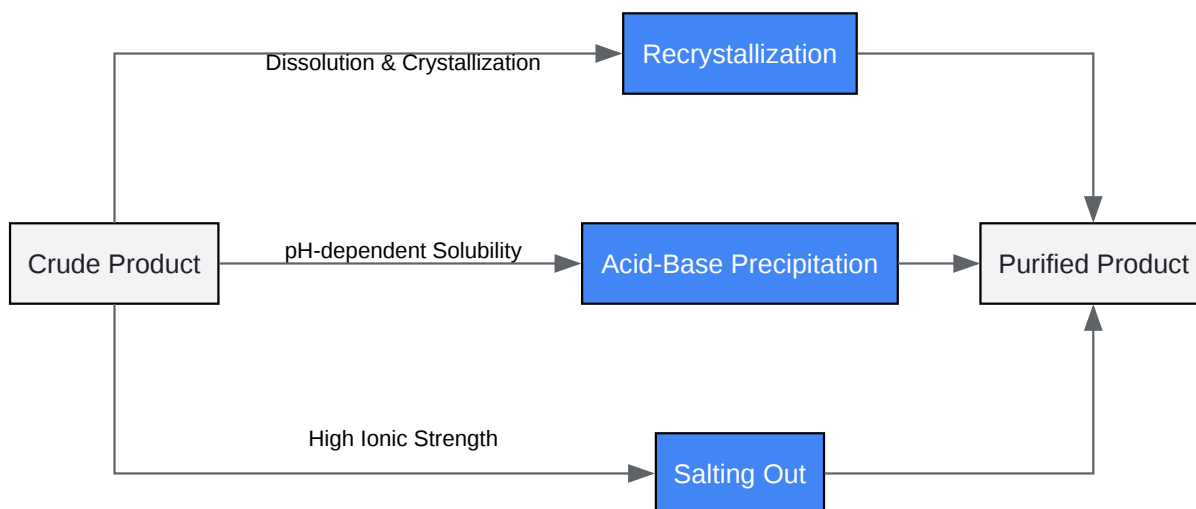 Recrystallization
Dissolution & Crystallization
pH-dependent Solubility
Crude Product
Acid-Base Precipitation
Purified Product
High Ionic Strength
Salting Out